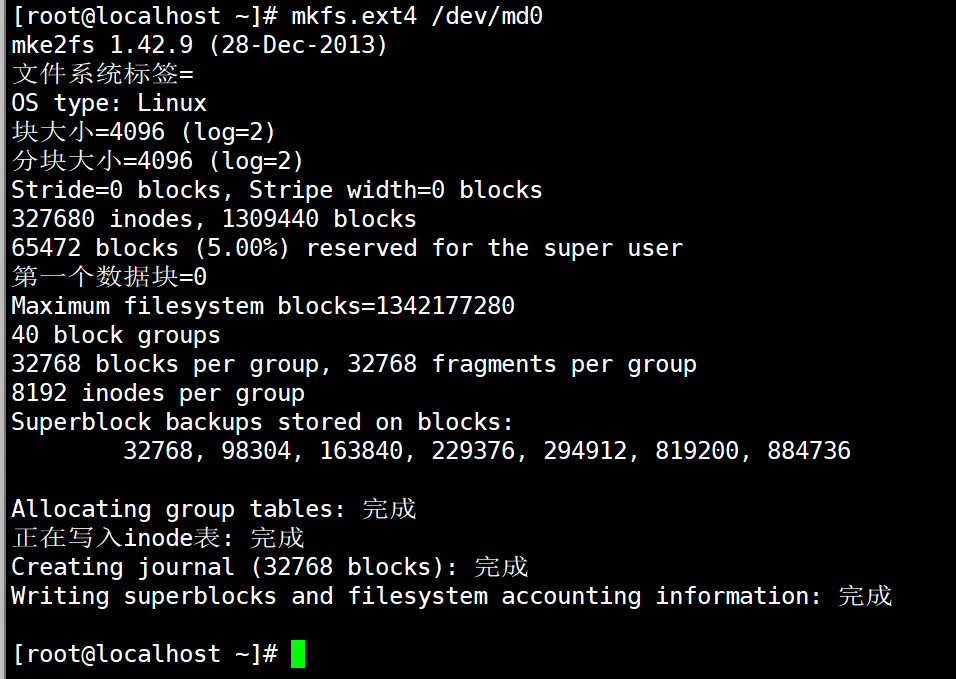 [root@localhost ~]# mkfs.ext4 /dev/md0
mke2fs 1.42.9 (28-Dec-2013)
文件系统标签=
OS type: Linux
块大小=4096 (log=2)
分块大小=4096 (log=2)
Stride=0 blocks, Stripe width=0 blocks
327680 inodes, 1309440 blocks
65472 blocks (5.00%) reserved for the super user
第一个数据块=0
Maximum filesystem blocks=1342177280
40 block groups
32768 blocks per group, 32768 fragments per group
8192 inodes per group
Superblock backups stored on blocks:
32768, 98304, 163840, 229376, 294912, 819200, 884736
Allocating group tables: 完成
正在写入inode表: 完成
Creating journal (32768 blocks): 完成
Writing superblocks and filesystem accounting information: 完成
[root@localhost ~]#